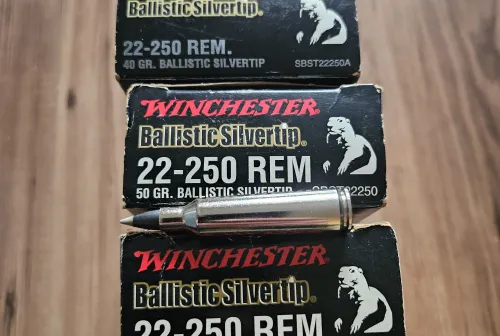 Ballistic Silvertip
22-250 REM.
40 GR. BALLISTIC SILVERTIP SBST22250A
WINCHESTER®
Ballistic Silvertip®
22-250 REM
50 GR. BALLISTIC SILVERTIP SBST22250
WINCHESTER®
Ballistic Silvertip®
22-250 REM